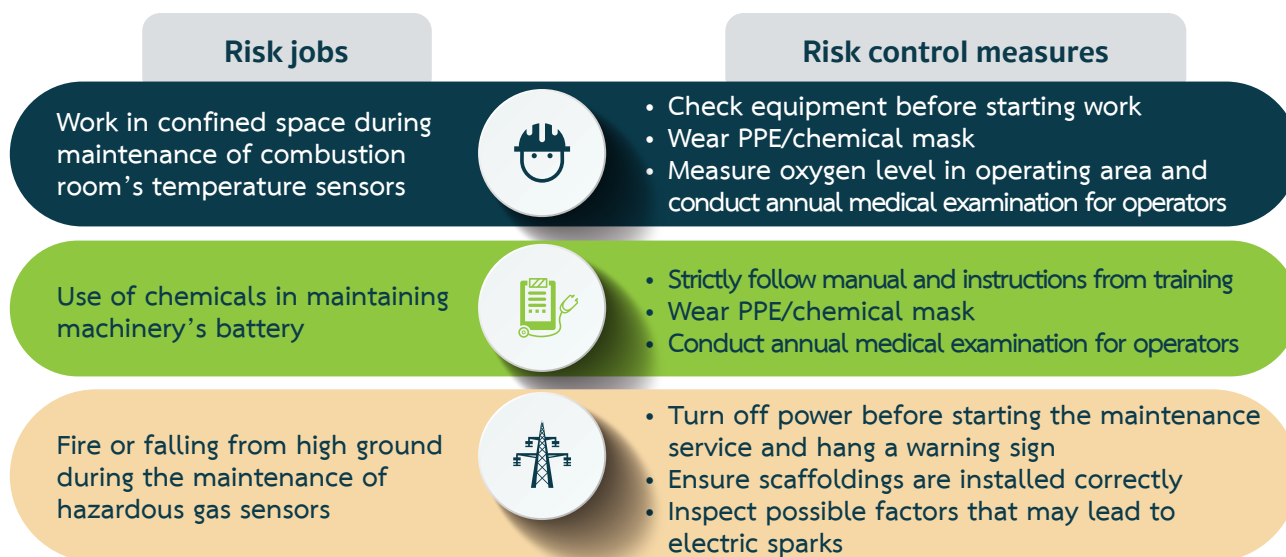 Risk jobs
Risk control measures
Work in confined space during
maintenance of combustion
room's temperature sensors
• Check equipment before starting work
• Wear PPE/chemical mask
• Measure oxygen level in operating area and
conduct annual medical examination for operators
Use of chemicals in maintaining
machinery's battery
• Strictly follow manual and instructions from training
• Wear PPE/chemical mask
• Conduct annual medical examination for operators
Fire or falling from high ground
during the maintenance of
hazardous gas sensors
• Turn off power before starting the maintenance
service and hang a warning sign
• Ensure scaffoldings are installed correctly
• Inspect possible factors that may lead to
electric sparks